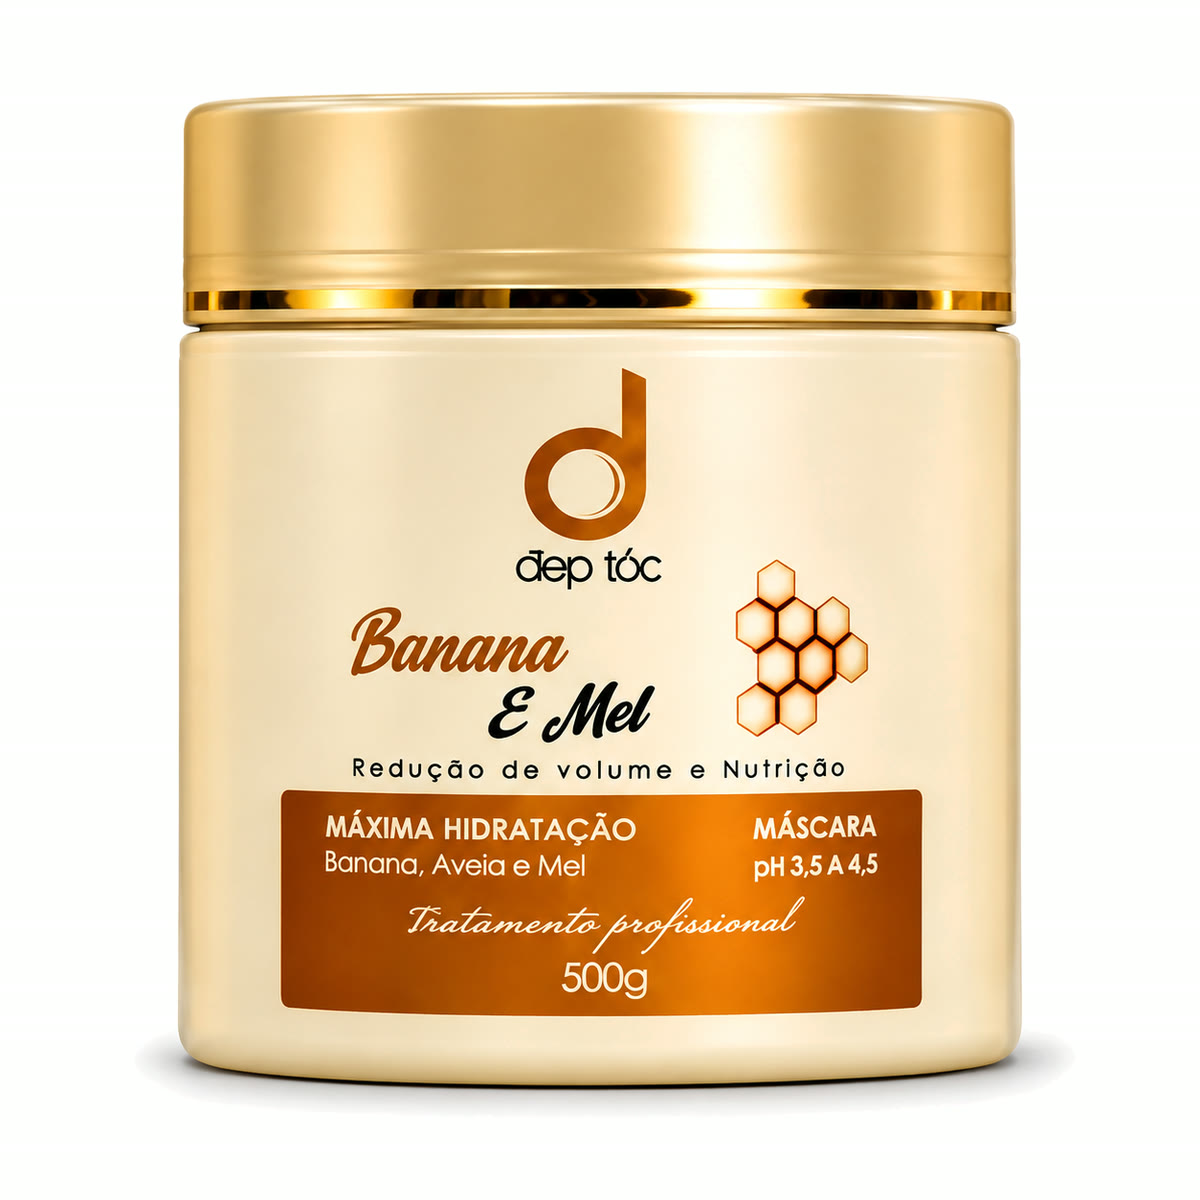 đep tóc
Banana
E Mel
Redução de volume e Nutrição
MÁXIMA HIDRATAÇÃO
Banana, Aveia e Mel
MÁSCARA
pH 3,5 A 4,5
Tratamento profissional
500g